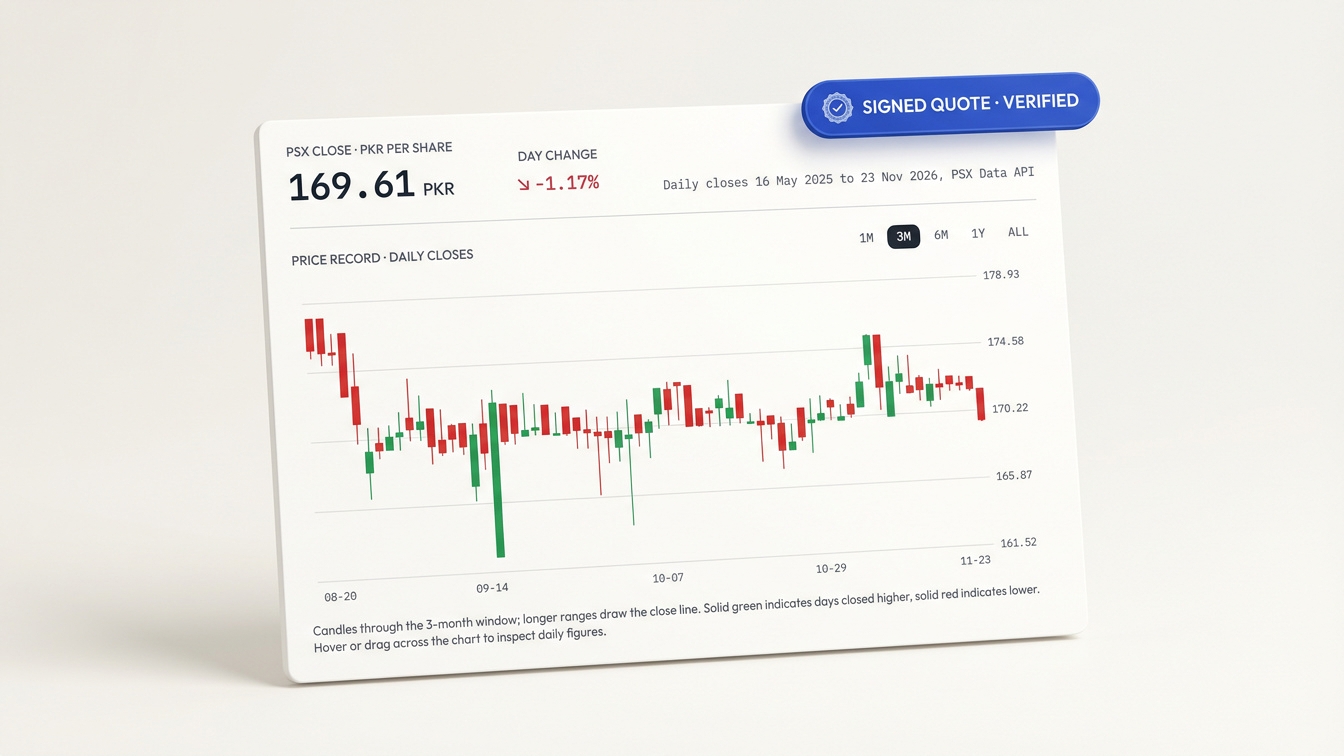 SIGNED QUOTE · VERIFIED
PSX CLOSE · PKR PER SHARE
169.61 PKR
DAY CHANGE
↘ -1.17%
Daily closes 16 May 2025 to 23 Nov 2026, PSX Data API
PRICE RECORD · DAILY CLOSES
1M 3M 6M 1Y ALL
178.93
174.58
170.22
165.87
161.52
08-20 09-14 10-07 10-29 11-23
Candles through the 3-month window; longer ranges draw the close line. Solid green indicates days closed higher, solid red indicates lower.
Hover or drag across the chart to inspect daily figures.